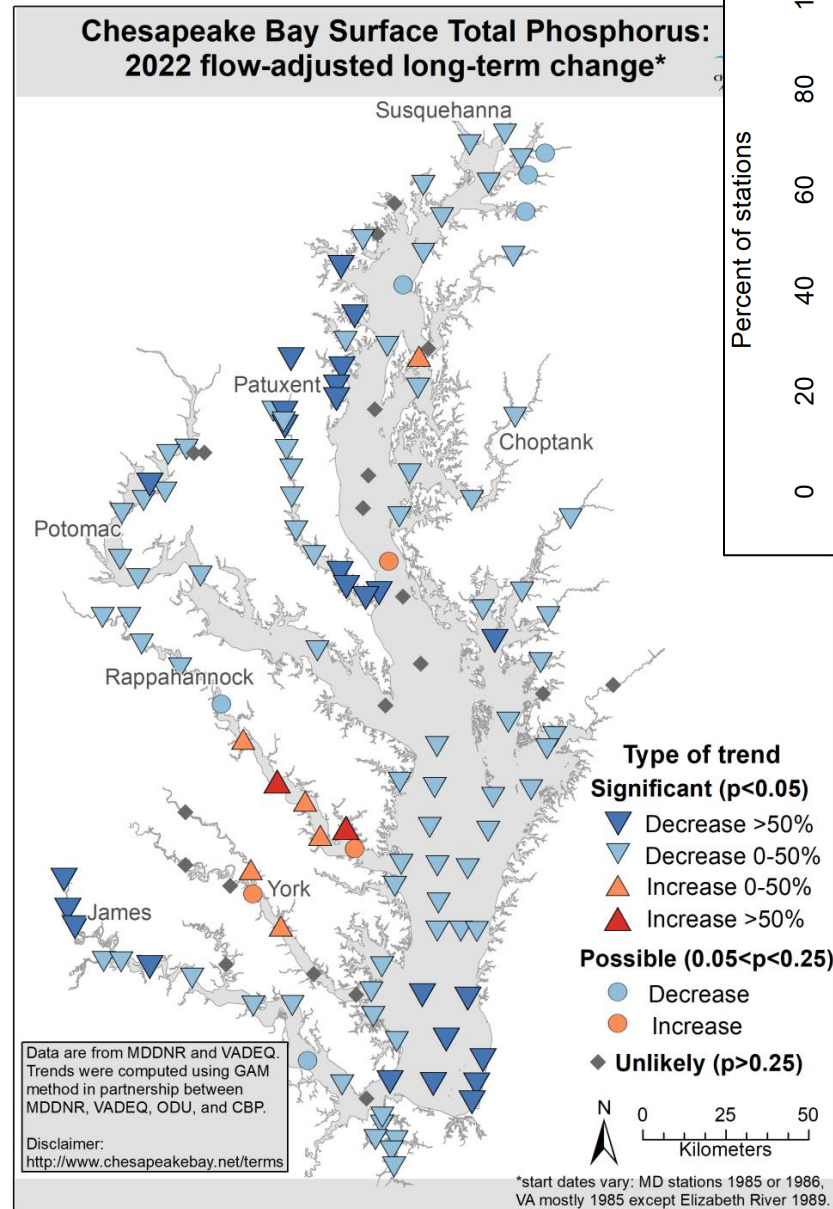 Chesapeake Bay Surface Total Phosphorus:
2022 flow-adjusted long-term change*
Susquehanna
Patuxent
Choptank
Potomac
Rappahannock
York
James
Type of trend
Significant (p<0.05)
Decrease >50%
Decrease 0-50%
Increase 0-50%
Increase >50%
Possible (0.05<p<0.25)
Decrease
Increase
Unlikely (p>0.25)
N
0 25 50
Kilometers
Data are from MDDNR and VADEQ.
Trends were computed using GAM
method in partnership between
MDDNR, VADEQ, ODU, and CBP.
Disclaimer:
http://www.chesapeakebay.net/terms
*start dates vary: MD stations 1985 or 1986,
VA mostly 1985 except Elizabeth River 1989.
Percent of stations
80
60
40
20
0